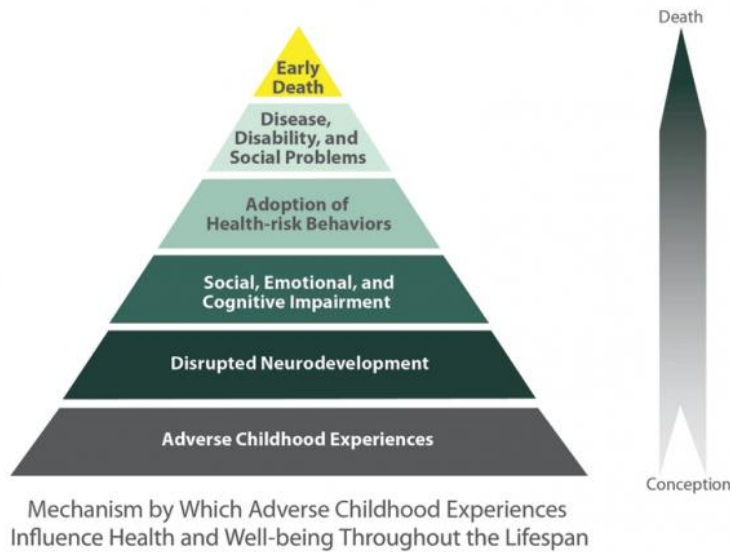 Death
Early
Death
Disease,
Disability, and
Social Problems
Adoption of
Health-risk Behaviors
Social, Emotional, and
Cognitive Impairment
Disrupted Neurodevelopment
Adverse Childhood Experiences
Conception
Mechanism by Which Adverse Childhood Experiences
Influence Health and Well-being Throughout the Lifespan